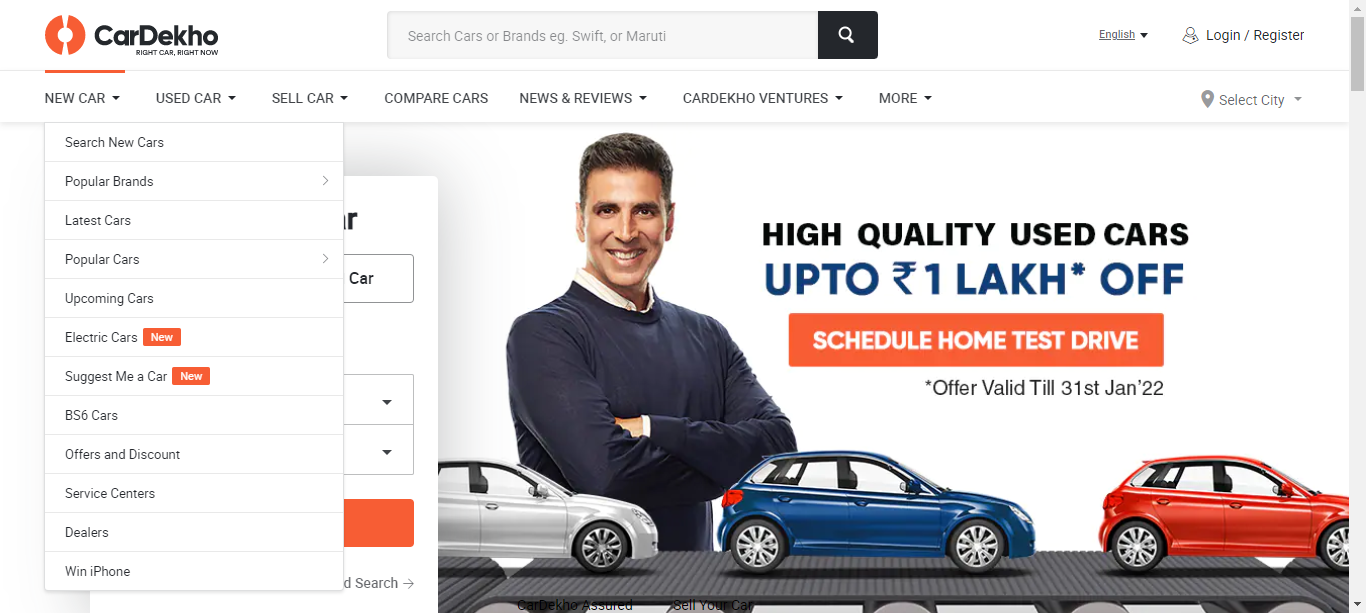 CarDekho
RIGHT CAR, RIGHT NOW
Search Cars or Brands eg. Swift, or Maruti
English
Login / Register
NEW CAR
USED CAR
SELL CAR
COMPARE CARS
NEWS & REVIEWS
CARDEKHO VENTURES
MORE
Select City
Search New Cars
Popular Brands
Latest Cars
Popular Cars
Upcoming Cars
Electric Cars New
Suggest Me a Car New
BS6 Cars
Offers and Discount
Service Centers
Dealers
Win iPhone
Car
Search
HIGH QUALITY USED CARS
UPTO ₹1 LAKH* OFF
SCHEDULE HOME TEST DRIVE
*Offer Valid Till 31st Jan'22
CarDekho Assured
Sell Your Car